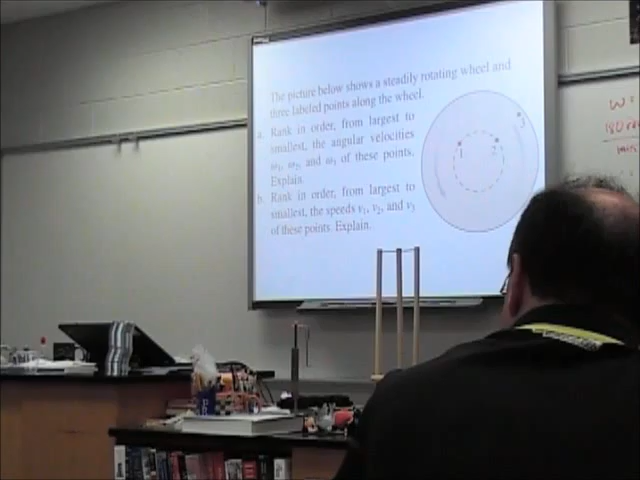 The picture below shows a steadily rotating wheel and
three labeled points along the wheel.
a. Rank in order, from largest to
smallest, the angular velocities
ω₁, ω₂, and ω₃ of these points.
Explain.
b. Rank in order, from largest to
smallest, the speeds v₁, v₂, and v₃
of these points. Explain.
1
2
3
W =
180